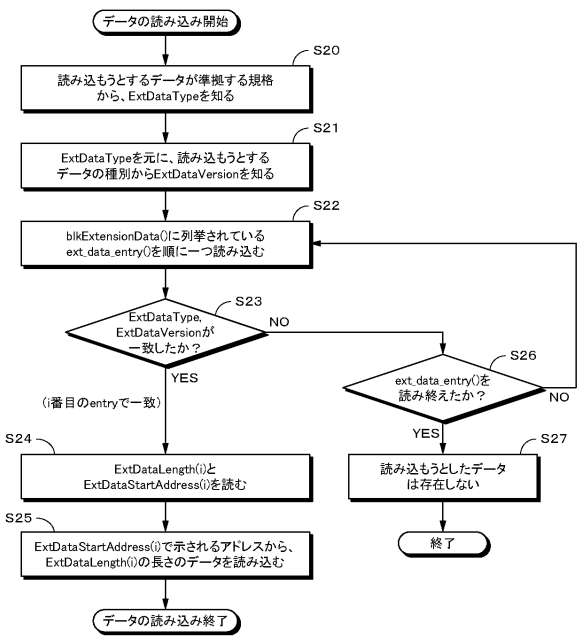 データの読み込み開始
S20
読み込もうとするデータが準拠する規格
から、ExtDataTypeを知る
S21
ExtDataTypeを元に、読み込もうとする
データの種別からExtDataVersionを知る
S22
blkExtensionData()に列挙されている
ext_data_entry()を順に一つ読み込む
S23
ExtDataType,
ExtDataVersionが
一致したか？
NO
YES
(i番目のentryで一致)
S26
ext_data_entry()を
読み終えたか？
NO
YES
S24
ExtDataLength(i)と
ExtDataStartAddress(i)を読む
S27
読み込もうとしたデータ
は存在しない
終了
S25
ExtDataStartAddress(i)で示されるアドレスから、
ExtDataLength(i)の長さのデータを読み込む
データの読み込み終了